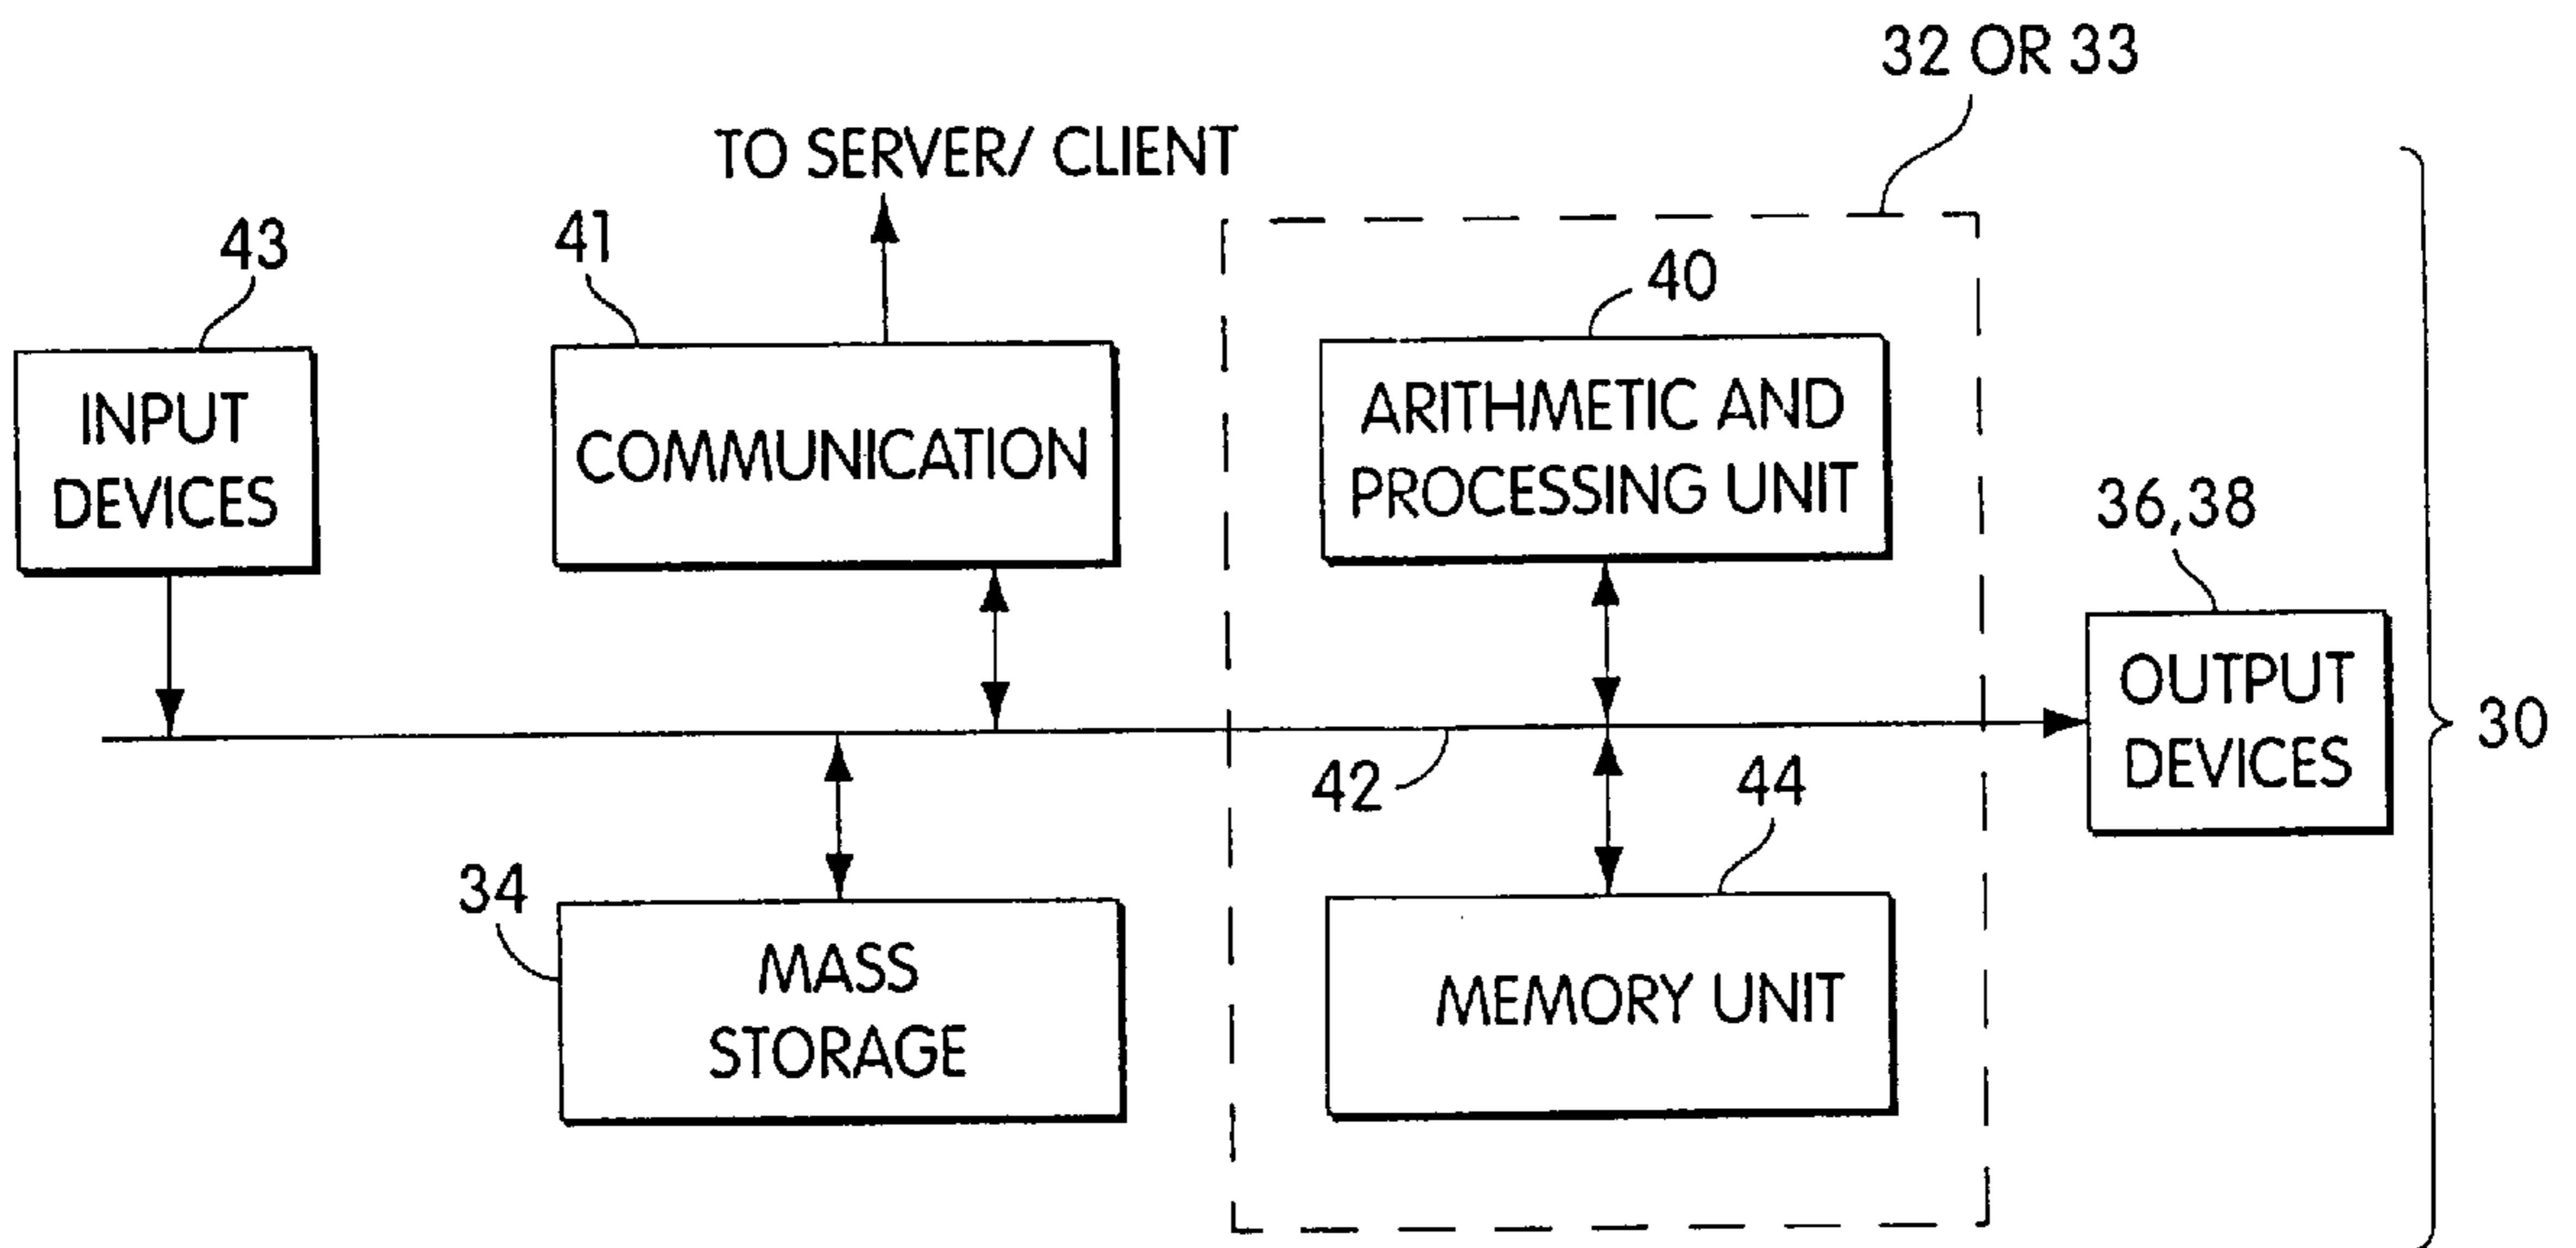 32 OR 33
TO SERVER/ CLIENT
43
41
40
INPUT
DEVICES
COMMUNICATION
ARITHMETIC AND
PROCESSING UNIT
36,38
OUTPUT
DEVICES
30
42
44
34
MASS
STORAGE
MEMORY UNIT